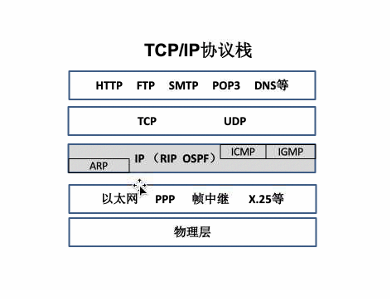 TCP/IP协议栈
HTTP FTP SMTP POP3 DNS等
TCP UDP
ICMP IGMP
IP （RIP OSPF）
ARP
以太网 PPP 帧中继 X.25等
物理层